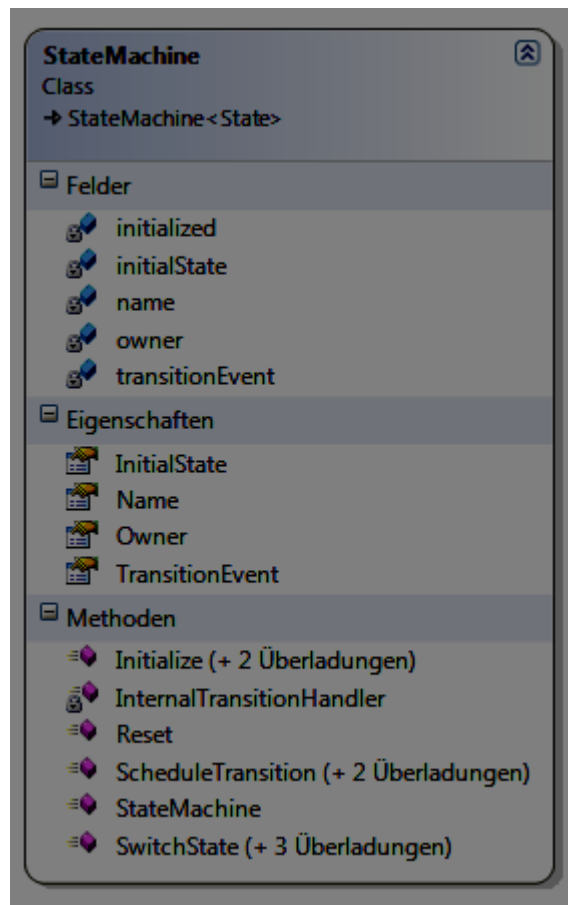 StateMachine
Class
StateMachine<State>
Felder
initialized
initialState
name
owner
transitionEvent
Eigenschaften
InitialState
Name
Owner
TransitionEvent
Methoden
Initialize (+ 2 Überladungen)
InternalTransitionHandler
Reset
ScheduleTransition (+ 2 Überladungen)
StateMachine
SwitchState (+ 3 Überladungen)